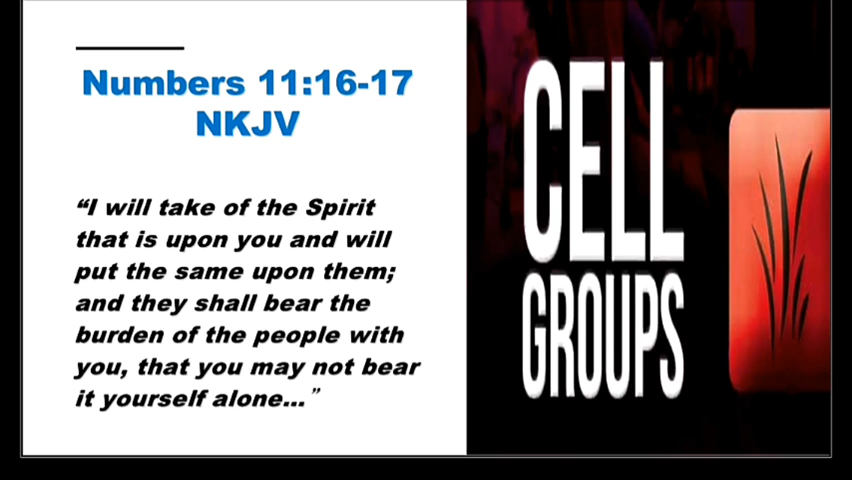 Numbers 11:16-17
NKJV
“I will take of the Spirit
that is upon you and will
put the same upon them;
and they shall bear the
burden of the people with
you, that you may not bear
it yourself alone…”
CELL
GROUPS